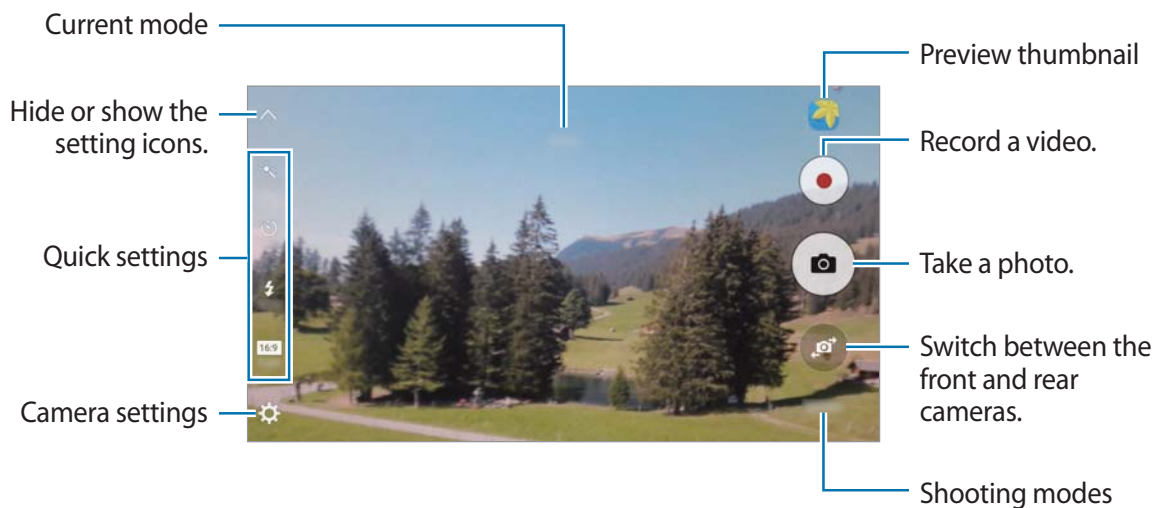 Current mode
Hide or show the
setting icons.
Quick settings
Camera settings
16:9
Preview thumbnail
Record a video.
Take a photo.
Switch between the
front and rear
cameras.
Shooting modes